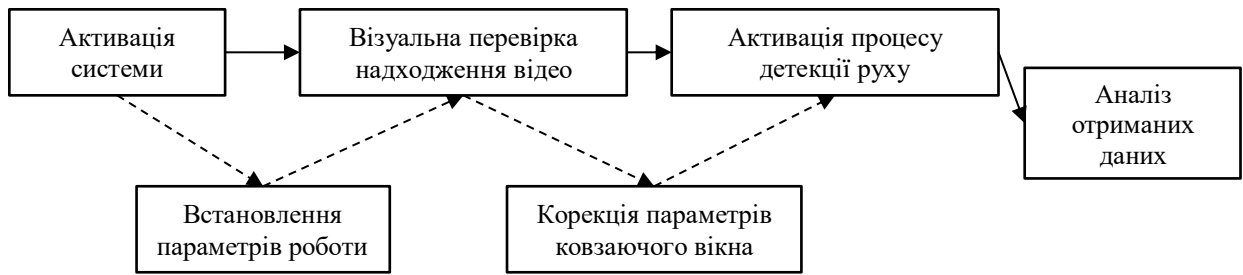 Активація
системи
Візуальна перевірка
надходження відео
Активація процесу
детекції руху
Аналіз
отриманих
даних
Встановлення
параметрів роботи
Корекція параметрів
ковзаючого вікна